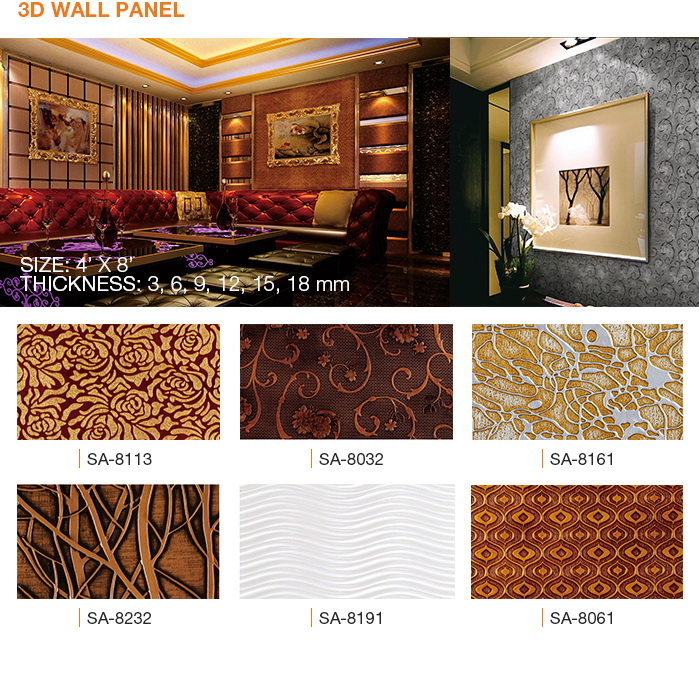 3D WALL PANEL
SIZE: 4' X 8'
THICKNESS: 3, 6, 9, 12, 15, 18 mm
SA-8113
SA-8032
SA-8161
SA-8232
SA-8191
SA-8061